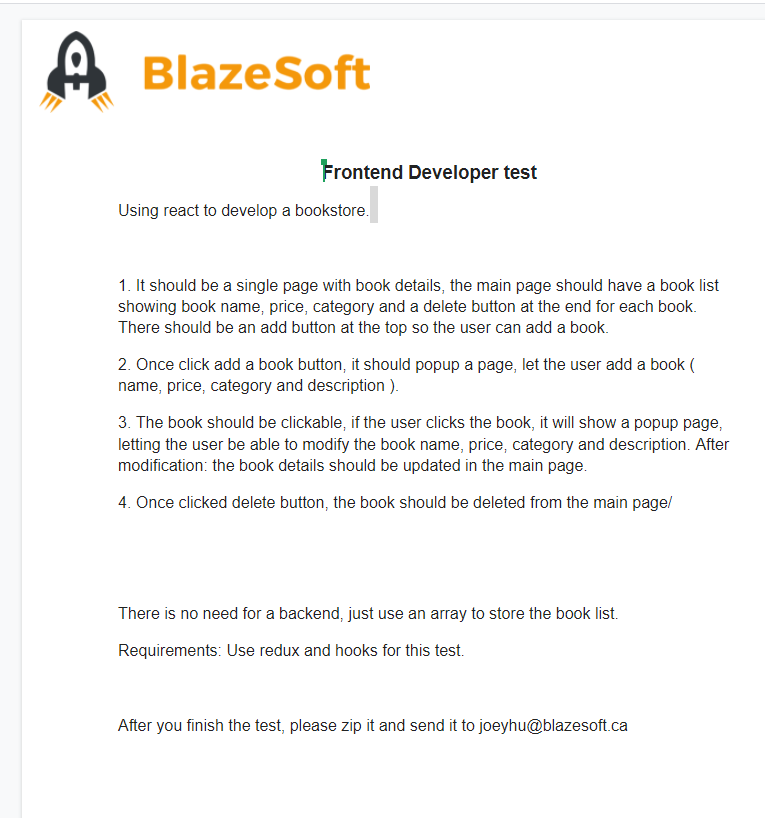 BlazeSoft
Frontend Developer test
Using react to develop a bookstore.
1. It should be a single page with book details, the main page should have a book list
showing book name, price, category and a delete button at the end for each book.
There should be an add button at the top so the user can add a book.
2. Once click add a book button, it should popup a page, let the user add a book (
name, price, category and description ).
3. The book should be clickable, if the user clicks the book, it will show a popup page,
letting the user be able to modify the book name, price, category and description. After
modification: the book details should be updated in the main page.
4. Once clicked delete button, the book should be deleted from the main page/
There is no need for a backend, just use an array to store the book list.
Requirements: Use redux and hooks for this test.
After you finish the test, please zip it and send it to joeyhu@blazesoft.ca